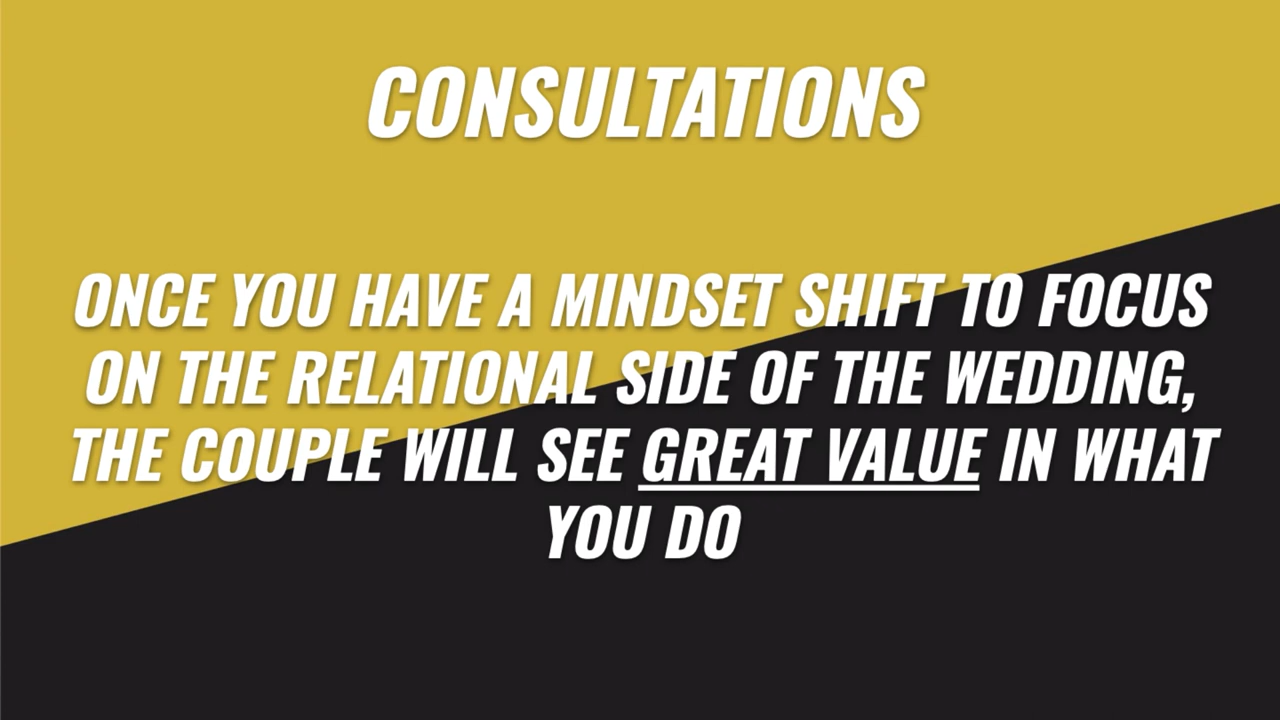 CONSULTATIONS
ONCE YOU HAVE A MINDSET SHIFT TO FOCUS
ON THE RELATIONAL SIDE OF THE WEDDING,
THE COUPLE WILL SEE GREAT VALUE IN WHAT
YOU DO